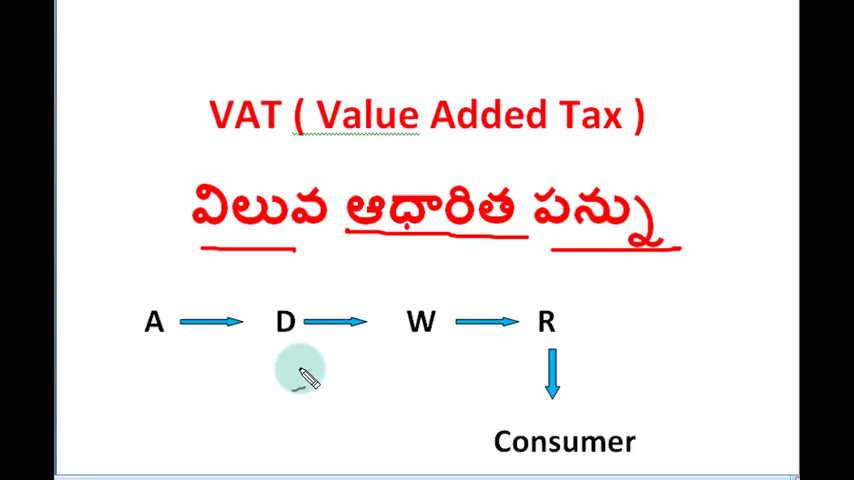 VAT ( Value Added Tax )
విలువ ఆధారిత పన్ను
A D W R
Consumer